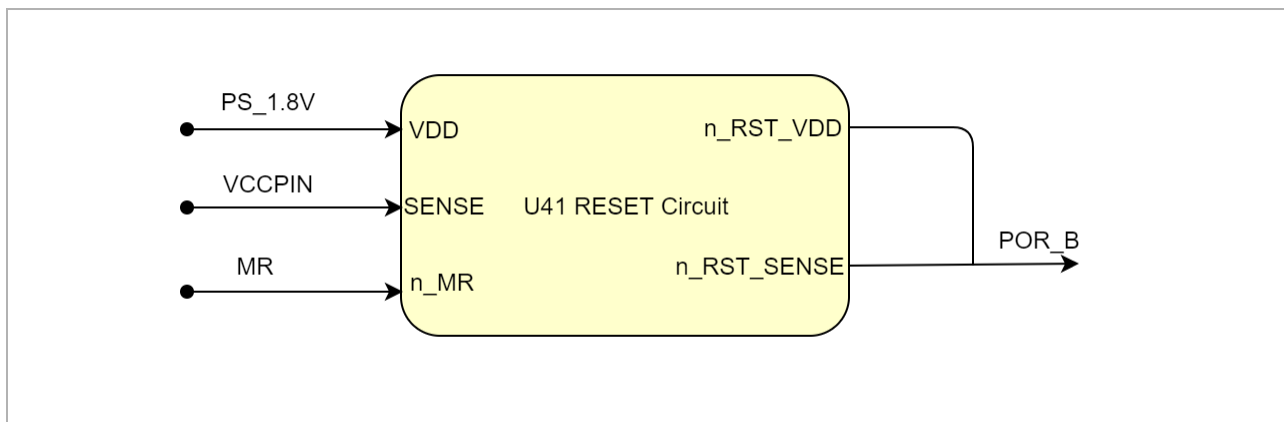 PS_1.8V
VDD
n_RST_VDD
VCCPIN
SENSE
U41 RESET Circuit
MR
n_MR
n_RST_SENSE
POR_B